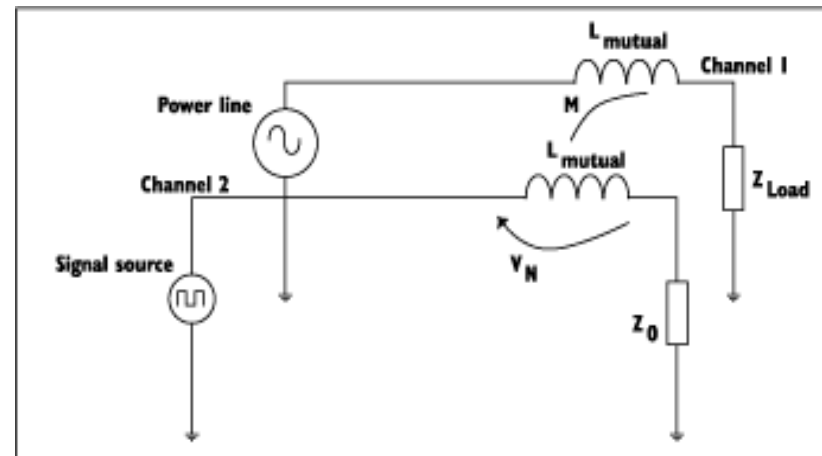 L mutual
Channel 1
Power line
M
L mutual
Channel 2
Z Load
Signal source
V N
Z 0